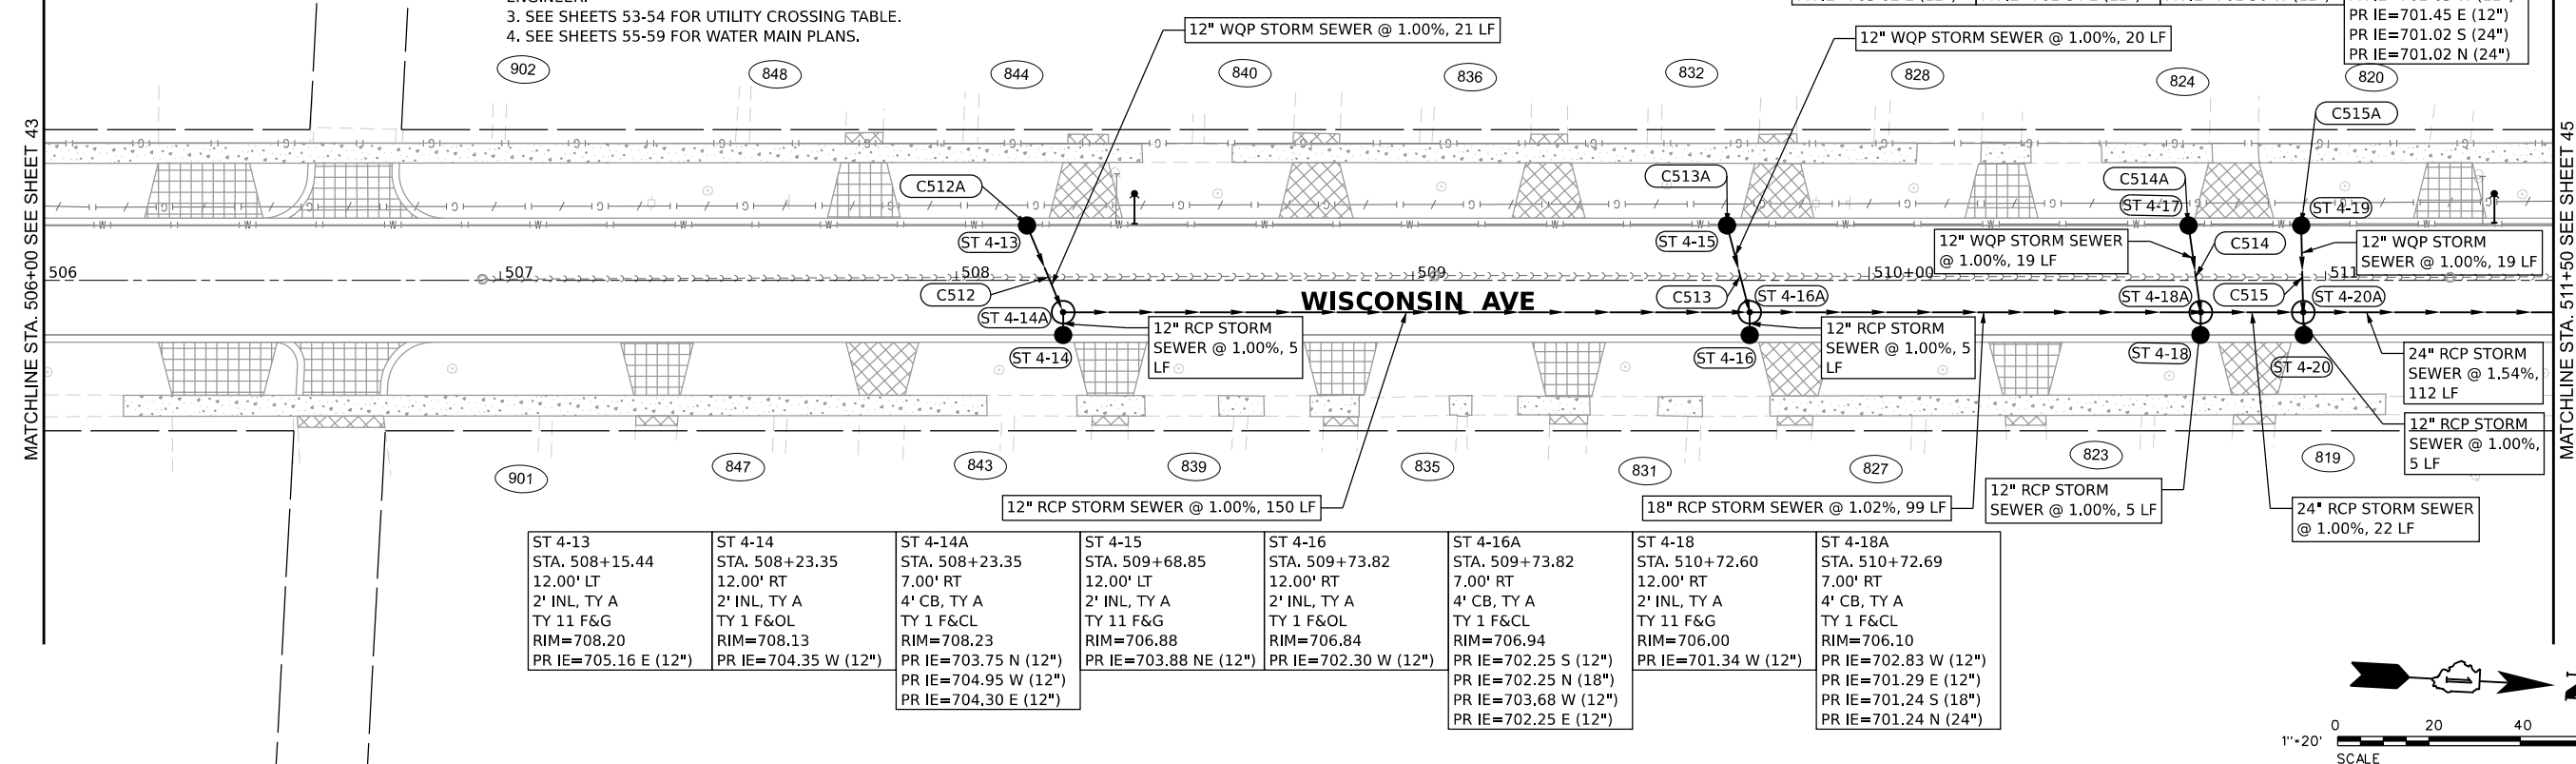 3. SEE SHEETS 53-54 FOR UTILITY CROSSING TABLE.
4. SEE SHEETS 55-59 FOR WATER MAIN PLANS.
PR IE=701.45 E (12")
PR IE=701.02 S (24")
PR IE=701.02 N (24")
12" WQP STORM SEWER @ 1.00%, 21 LF
12" WQP STORM SEWER @ 1.00%, 20 LF
902
848
844
840
836
832
828
824
820
MATCHLINE STA. 506+00 SEE SHEET 43
MATCHLINE STA. 511+50 SEE SHEET 45
C515A
C512A
C513A
C514A
ST 4-17
ST 4-19
ST 4-13
ST 4-15
12" WQP STORM SEWER
@ 1.00%, 19 LF
C514
12" WQP STORM
SEWER @ 1.00%, 19 LF
506
507
508
509
510+00
511
C512
C513
ST 4-16A
ST 4-18A
C515
ST 4-20A
WISCONSIN AVE
ST 4-14A
ST 4-14
12" RCP STORM
SEWER @ 1.00%, 5
LF
ST 4-16
12" RCP STORM
SEWER @ 1.00%, 5
LF
ST 4-18
ST 4-20
24" RCP STORM
SEWER @ 1.54%,
112 LF
12" RCP STORM
SEWER @ 1.00%,
5 LF
901
847
843
839
835
831
827
823
819
12" RCP STORM SEWER @ 1.00%, 150 LF
18" RCP STORM SEWER @ 1.02%, 99 LF
12" RCP STORM
SEWER @ 1.00%, 5 LF
24" RCP STORM SEWER
@ 1.00%, 22 LF
ST 4-13
STA. 508+15.44
12.00' LT
2' INL, TY A
TY 11 F&G
RIM=708.20
PR IE=705.16 E (12")
ST 4-14
STA. 508+23.35
12.00' RT
2' INL, TY A
TY 1 F&OL
RIM=708.13
PR IE=704.35 W (12")
ST 4-14A
STA. 508+23.35
7.00' RT
4' CB, TY A
TY 1 F&CL
RIM=708.23
PR IE=703.75 N (12")
PR IE=704.95 W (12")
PR IE=704.30 E (12")
ST 4-15
STA. 509+68.85
12.00' LT
2' INL, TY A
TY 11 F&G
RIM=706.88
PR IE=703.88 NE (12")
ST 4-16
STA. 509+73.82
12.00' RT
2' INL, TY A
TY 1 F&OL
RIM=706.84
PR IE=702.30 W (12")
ST 4-16A
STA. 509+73.82
7.00' RT
4' CB, TY A
TY 1 F&CL
RIM=706.94
PR IE=702.25 S (12")
PR IE=702.25 N (18")
PR IE=703.68 W (12")
PR IE=702.25 E (12")
ST 4-18
STA. 510+72.60
12.00' RT
2' INL, TY A
TY 11 F&G
RIM=706.00
PR IE=701.34 W (12")
ST 4-18A
STA. 510+72.69
7.00' RT
4' CB, TY A
TY 1 F&CL
RIM=706.10
PR IE=702.83 W (12")
PR IE=701.29 E (12")
PR IE=701.24 S (18")
PR IE=701.24 N (24")
0 20 40
1"=20'
SCALE